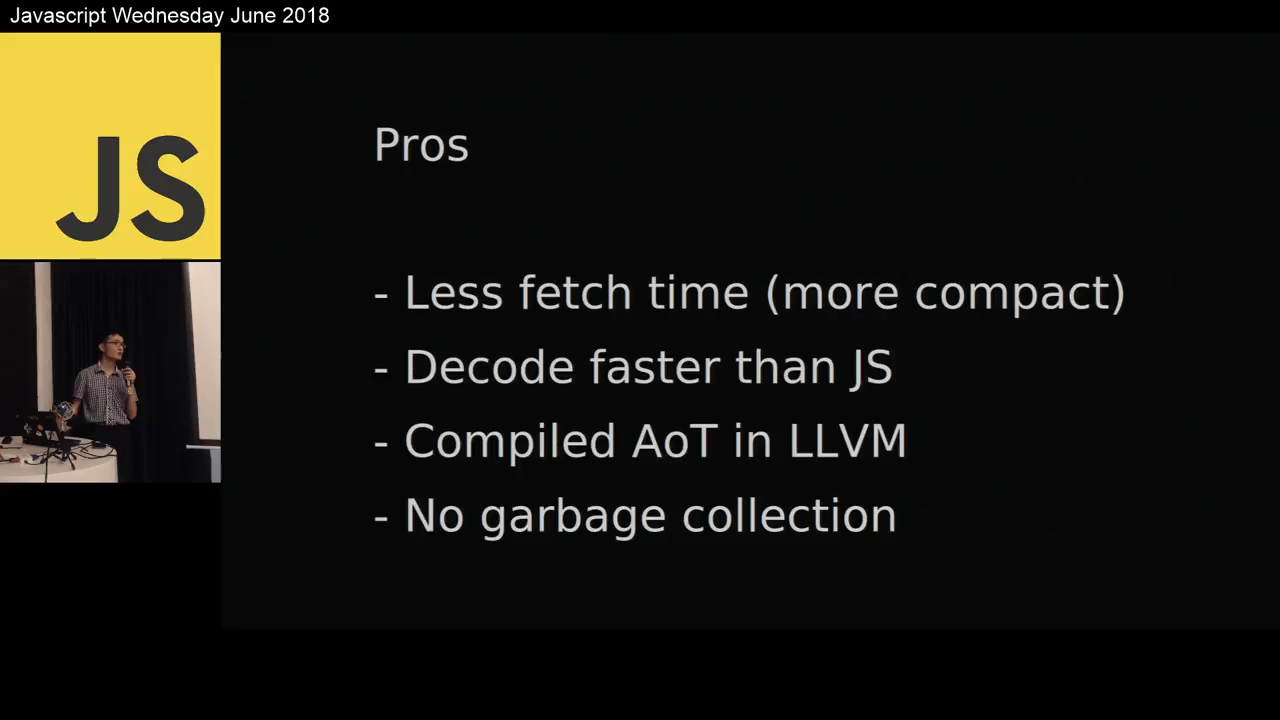 Javascript Wednesday June 2018
JS
Pros
- Less fetch time (more compact)
- Decode faster than JS
- Compiled AoT in LLVM
- No garbage collection